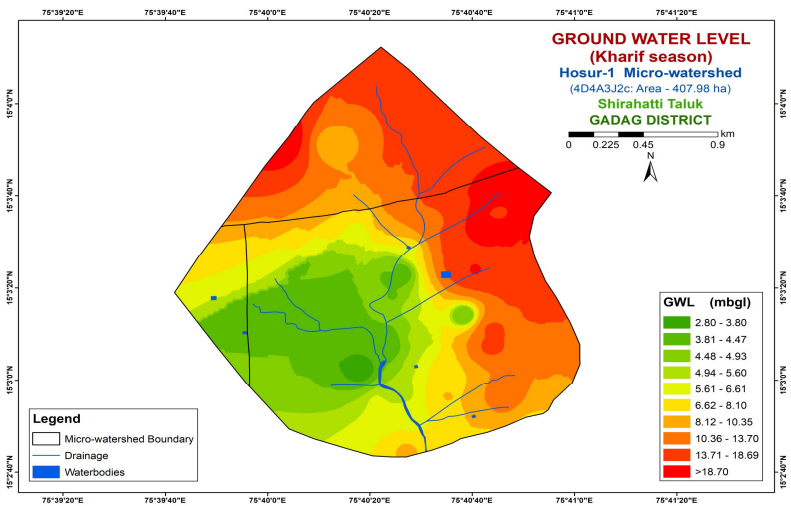 75°39'20"E 75°39'40"E 75°40'0"E 75°40'20"E 75°40'40"E 75°41'0"E 75°41'20"E
GROUND WATER LEVEL
(Kharif season)
Hosur-1 Micro-watershed
(4D4A3J2c: Area - 407.98 ha)
Shirahatti Taluk
GADAG DISTRICT
km
0 0.225 0.45 0.9
N
15°4'0"N 15°4'0"N
15°3'40"N 15°3'40"N
15°3'20"N 15°3'20"N
15°3'0"N 15°3'0"N
15°2'40"N 15°2'40"N
GWL (mbgl)
2.80 - 3.80
3.81 - 4.47
4.48 - 4.93
4.94 - 5.60
5.61 - 6.61
6.62 - 8.10
8.12 - 10.35
10.36 - 13.70
13.71 - 18.69
>18.70
Legend
Micro-watershed Boundary
Drainage
Waterbodies
75°39'20"E 75°39'40"E 75°40'0"E 75°40'20"E 75°40'40"E 75°41'0"E 75°41'20"E